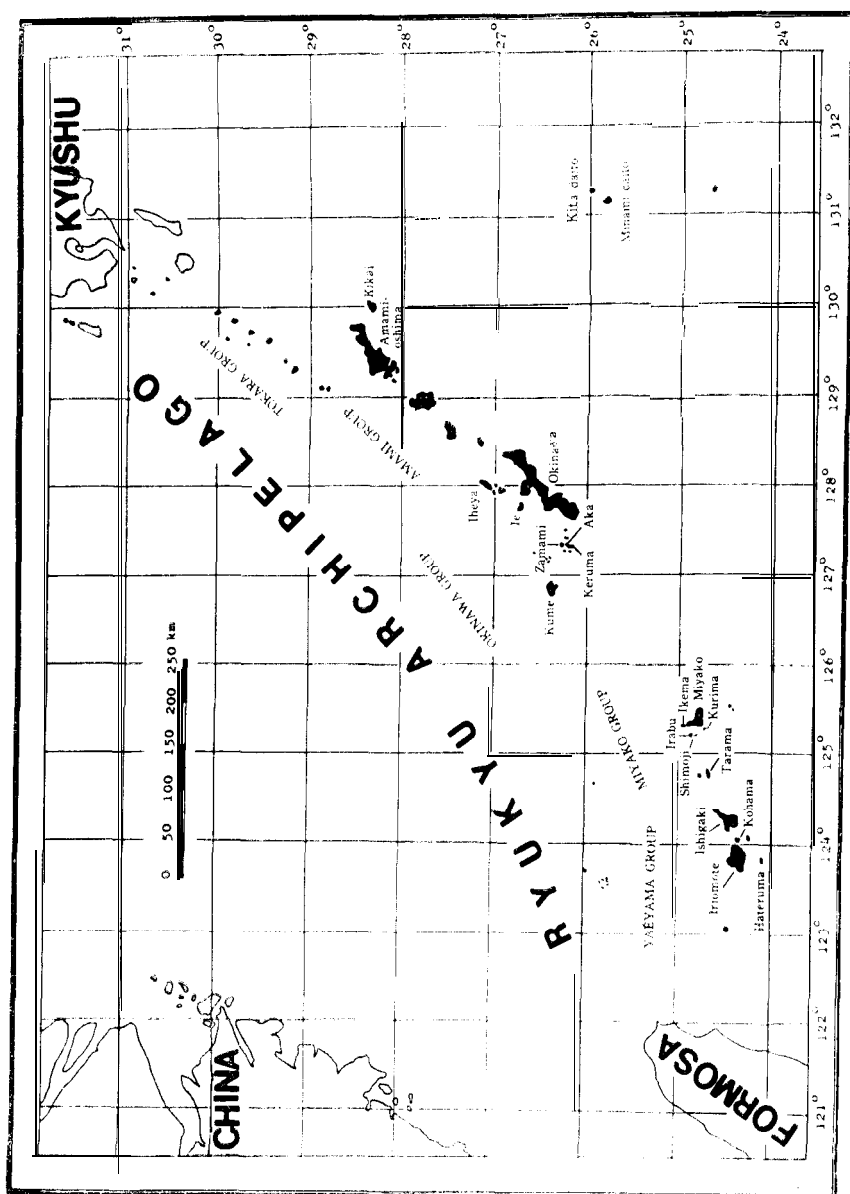 KYUSHU
CHINA
FORMOSA
RYUKYU ARCHIPELAGO
0 50 100 150 200 250 km
TOKARA GROUP
AMAMI GROUP
OKINAWA GROUP
MIYAKO GROUP
YAEYAMA GROUP
Kikai
Amami-
oshima
Iheya
Ie
Okinawa
Zamami
Aka
Keruma
Kume
Kita daito
Minami daito
Irabu
Ikema
Shimoji
Miyako
Kurima
Tarama
Ishigaki
Kohama
Iriomote
Hateruma
31°
30°
29°
28°
27°
26°
25°
24°
121°
122°
123°
124°
125°
126°
127°
128°
129°
130°
131°
132°